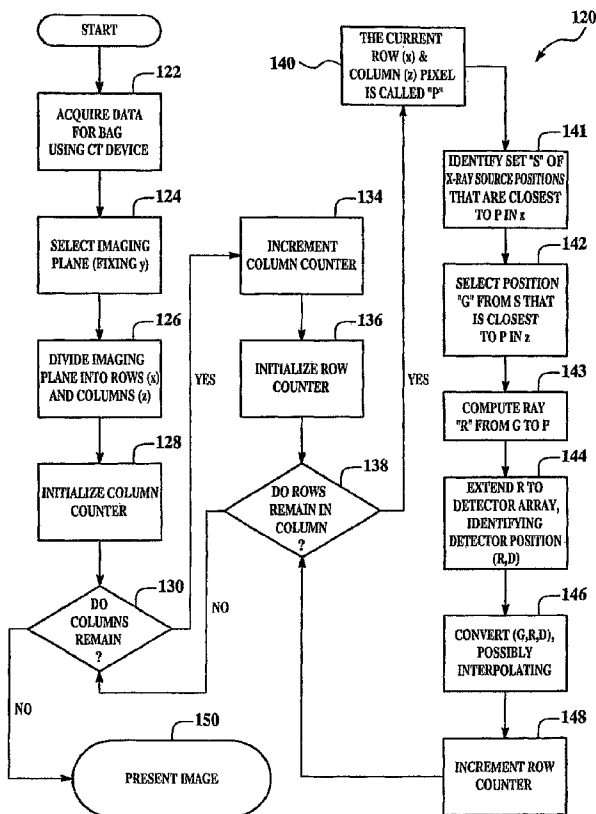 START
122
ACQUIRE DATA
FOR BAG
USING CT DEVICE
124
SELECT IMAGING
PLANE (FIXING y)
126
DIVIDE IMAGING
PLANE INTO ROWS (x)
AND COLUMNS (z)
128
INITIALIZE COLUMN
COUNTER
130
DO
COLUMNS
REMAIN
?
YES
NO
150
PRESENT IMAGE
134
INCREMENT
COLUMN COUNTER
136
INITIALIZE ROW
COUNTER
138
DO ROWS
REMAIN IN
COLUMN
?
YES
NO
120
140
THE CURRENT
ROW (x) &
COLUMN (z) PIXEL
IS CALLED "P"
141
IDENTIFY SET "S" OF
X-RAY SOURCE POSITIONS
THAT ARE CLOSEST
TO P IN x
142
SELECT POSITION
"G" FROM S THAT
IS CLOSEST
TO P IN z
143
COMPUTE RAY
"R" FROM G TO P
144
EXTEND R TO
DETECTOR ARRAY,
IDENTIFYING
DETECTOR POSITION
(R,D)
146
CONVERT (G,R,D),
POSSIBLY
INTERPOLATING
148
INCREMENT ROW
COUNTER